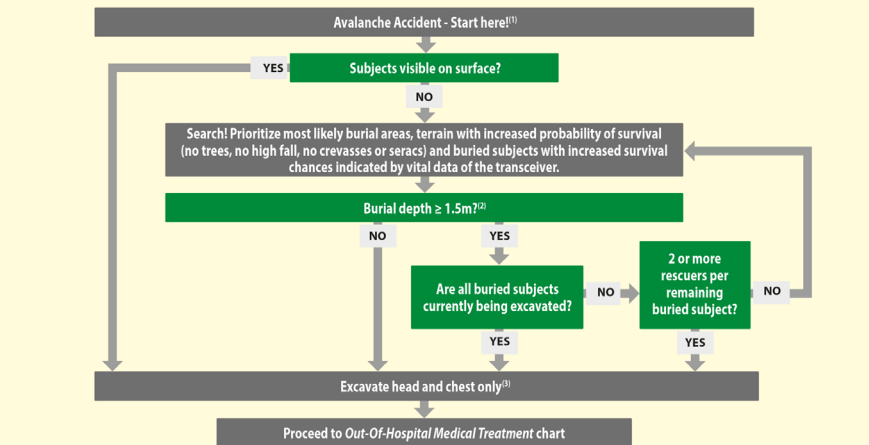 Avalanche Accident - Start here!(1)
YES
Subjects visible on surface?
NO
Search! Prioritize most likely burial areas, terrain with increased probability of survival
(no trees, no high fall, no crevasses or seracs) and buried subjects with increased survival
chances indicated by vital data of the transceiver.
Burial depth ≥ 1.5m?(2)
NO
YES
Are all buried subjects
currently being excavated?
NO
2 or more
rescuers per
remaining
buried subject?
NO
YES
YES
Excavate head and chest only(3)
Proceed to Out-Of-Hospital Medical Treatment chart